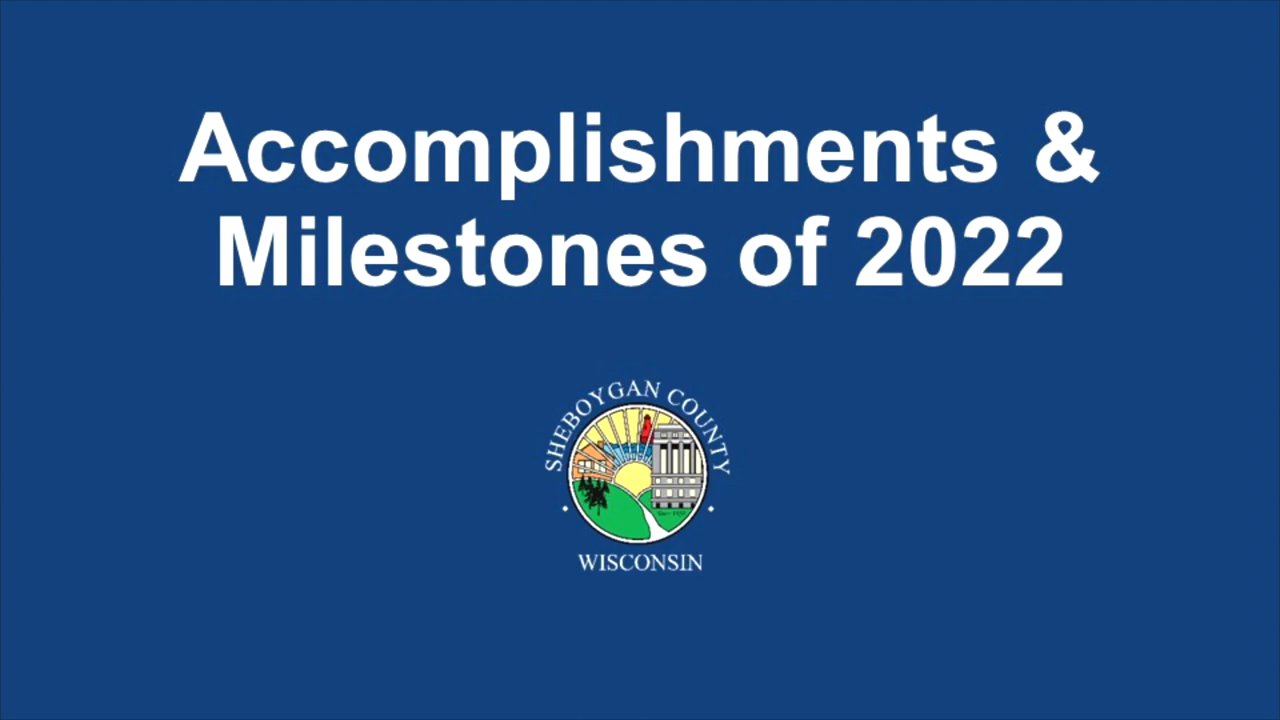 Accomplishments &
Milestones of 2022
SHEBOYGAN COUNTY
WISCONSIN